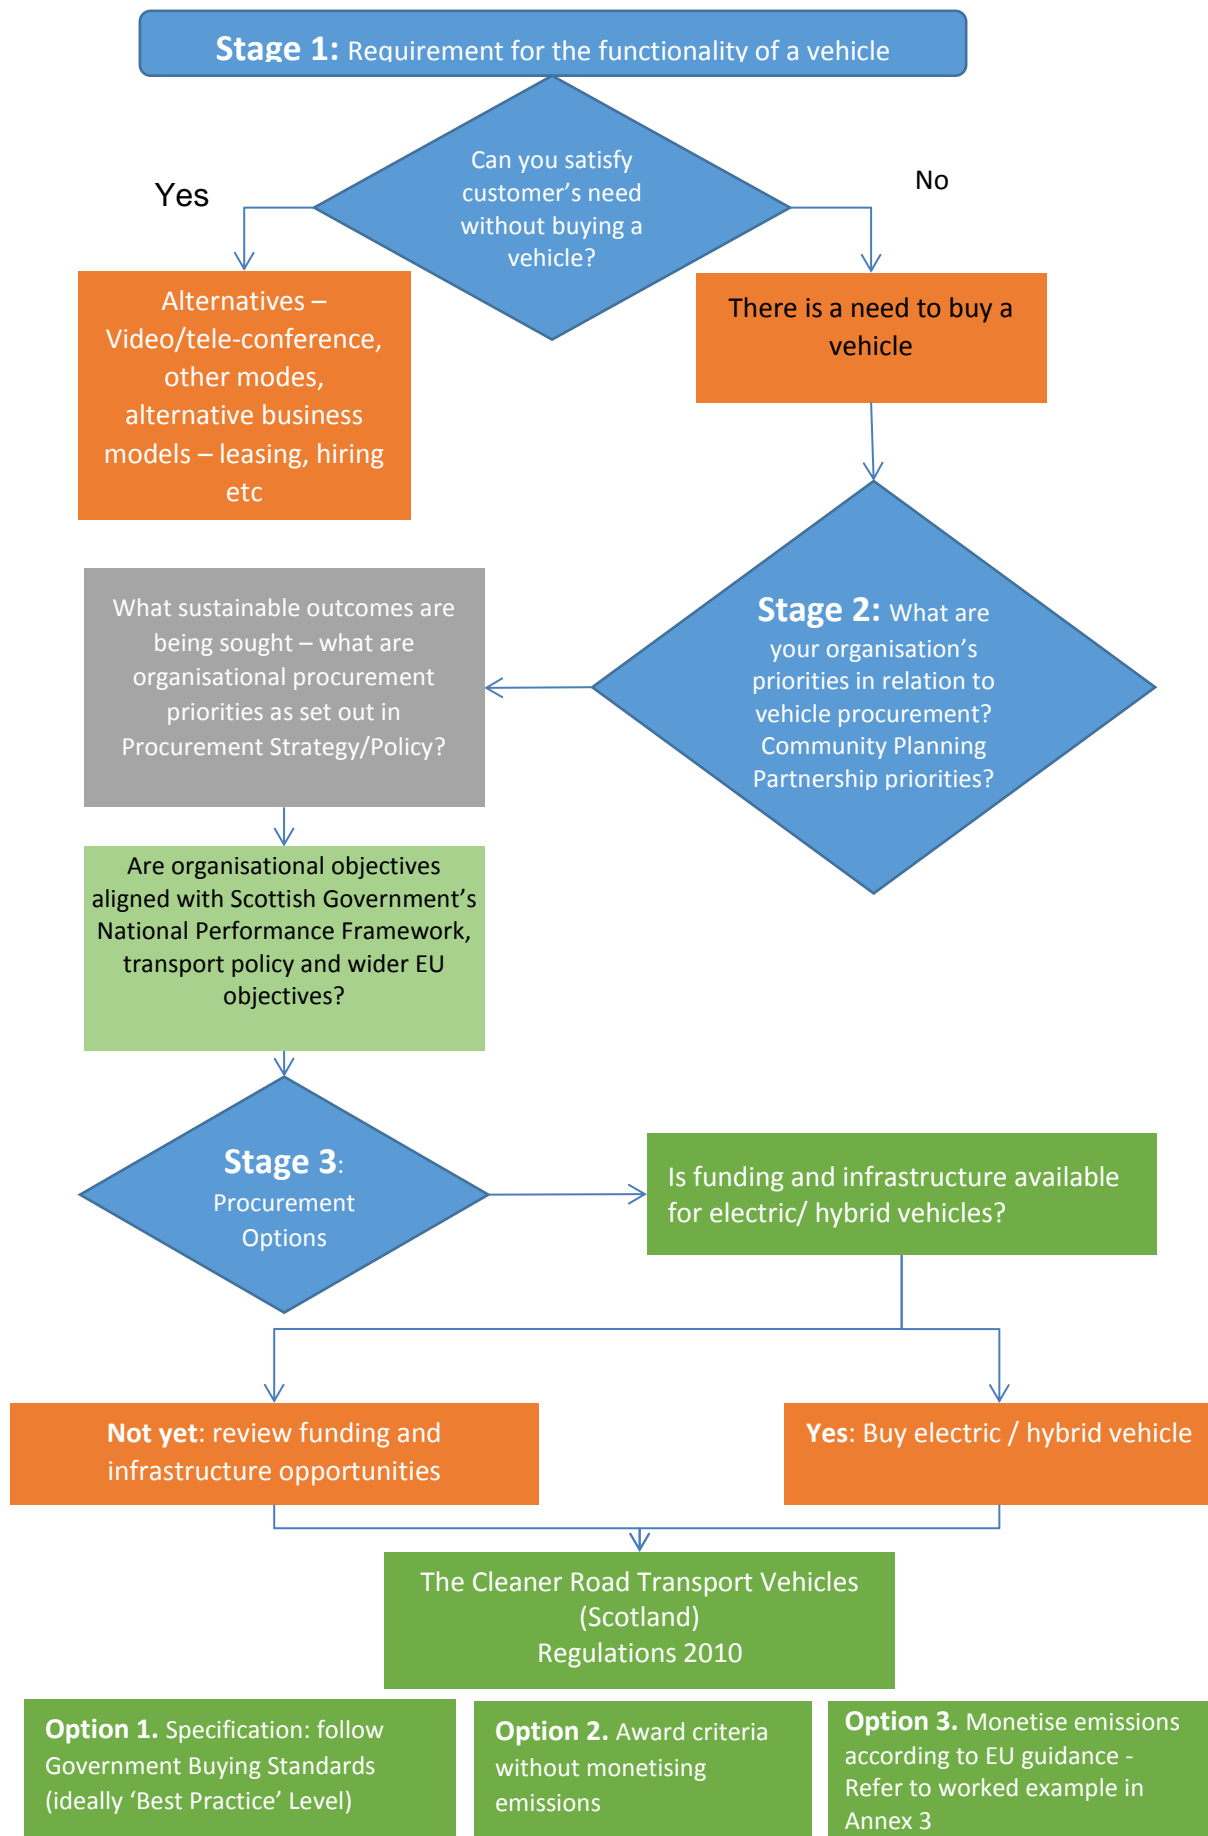 Stage 1: Requirement for the functionality of a vehicle
Can you satisfy
customer’s need
without buying a
vehicle?
Yes
No
Alternatives –
Video/tele-conference,
other modes,
alternative business
models – leasing, hiring
etc
There is a need to buy a
vehicle
Stage 2: What are
your organisation’s
priorities in relation to
vehicle procurement?
Community Planning
Partnership priorities?
What sustainable outcomes are
being sought – what are
organisational procurement
priorities as set out in
Procurement Strategy/Policy?
Are organisational objectives
aligned with Scottish Government’s
National Performance Framework,
transport policy and wider EU
objectives?
Stage 3:
Procurement
Options
Is funding and infrastructure available
for electric/ hybrid vehicles?
Not yet: review funding and
infrastructure opportunities
Yes: Buy electric / hybrid vehicle
The Cleaner Road Transport Vehicles
(Scotland)
Regulations 2010
Option 1. Specification: follow
Government Buying Standards
(ideally ‘Best Practice’ Level)
Option 2. Award criteria
without monetising
emissions
Option 3. Monetise emissions
according to EU guidance -
Refer to worked example in
Annex 3